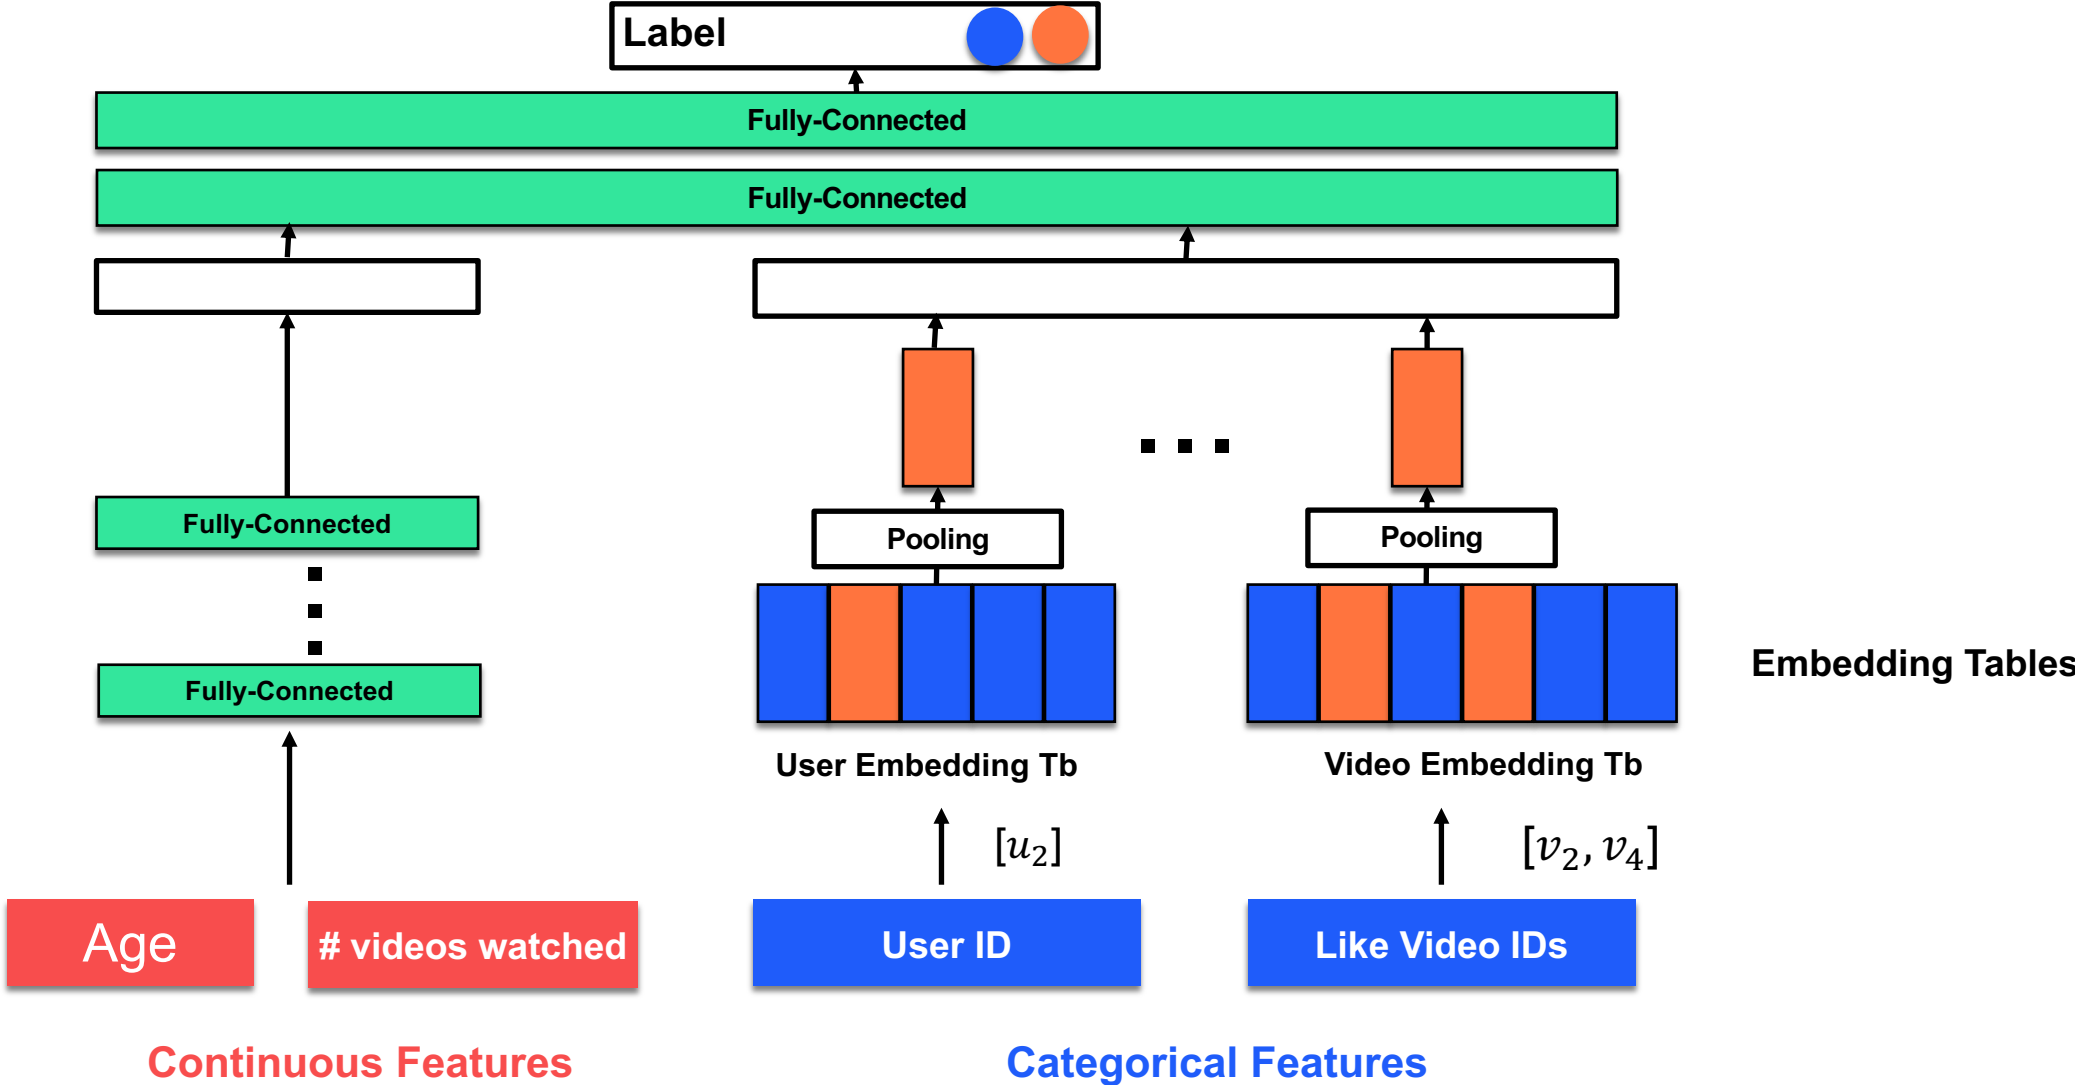 Label
Fully-Connected
Fully-Connected
Fully-Connected
Fully-Connected
Pooling
Pooling
Embedding Tables
User Embedding Tb
Video Embedding Tb
[u₂]
[v₂, v₄]
Age
# videos watched
User ID
Like Video IDs
Continuous Features
Categorical Features